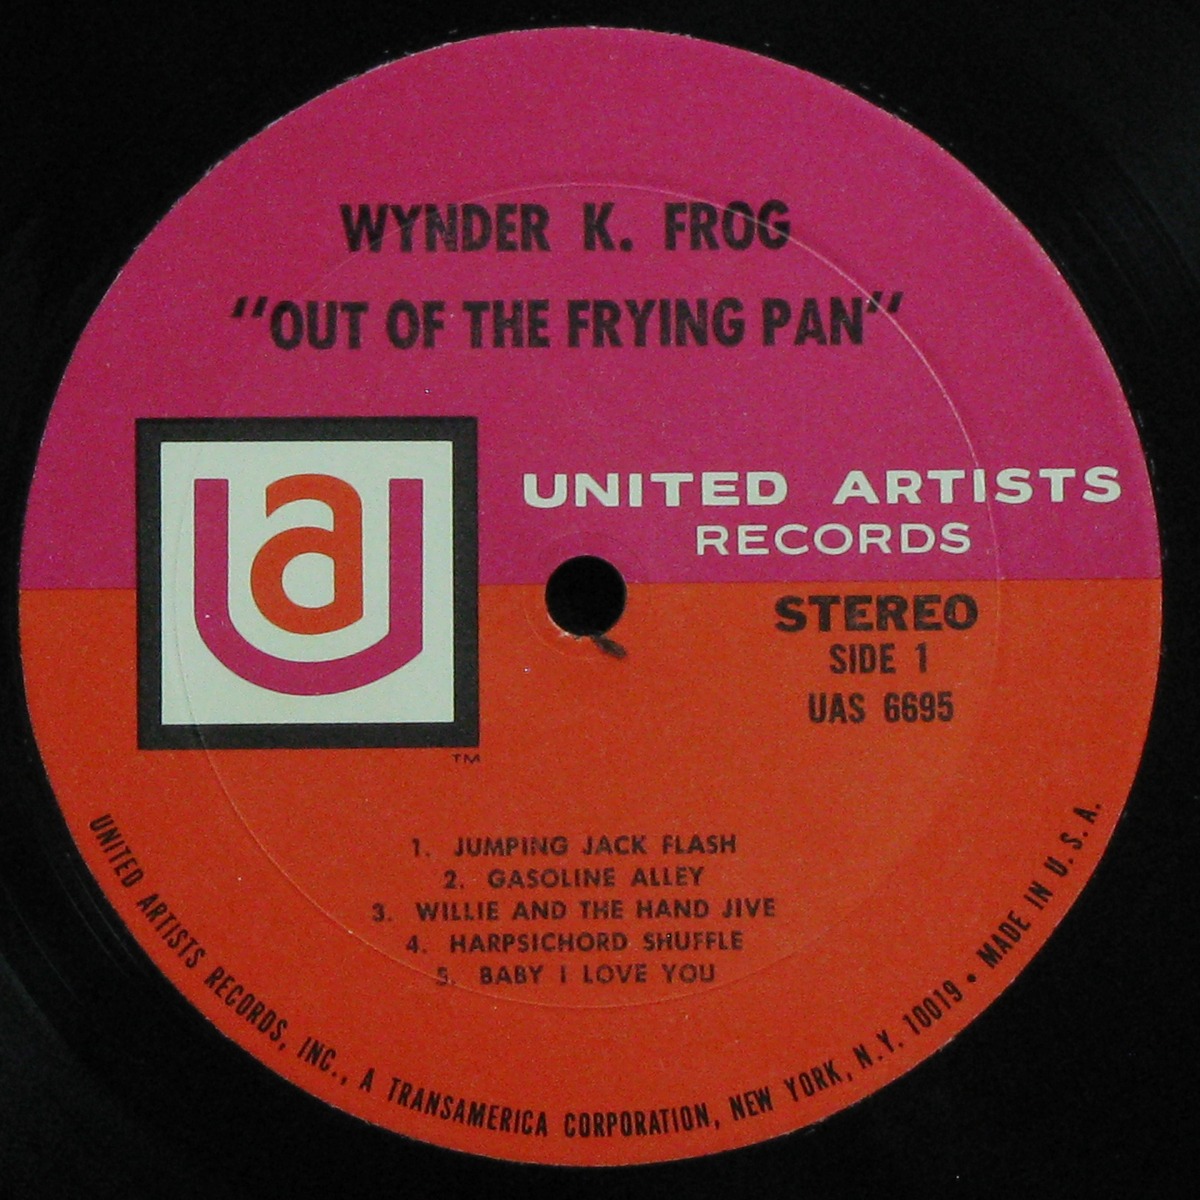 WYNDER K. FROG
"OUT OF THE FRYING PAN"
ua
UNITED ARTISTS
RECORDS
STEREO
SIDE 1
UAS 6695
TM
1. JUMPING JACK FLASH
2. GASOLINE ALLEY
3. WILLIE AND THE HAND JIVE
4. HARPSICHORD SHUFFLE
5. BABY I LOVE YOU
UNITED ARTISTS RECORDS, INC., A TRANSAMERICA CORPORATION, NEW YORK, N.Y. 10019 • MADE IN U. S. A.